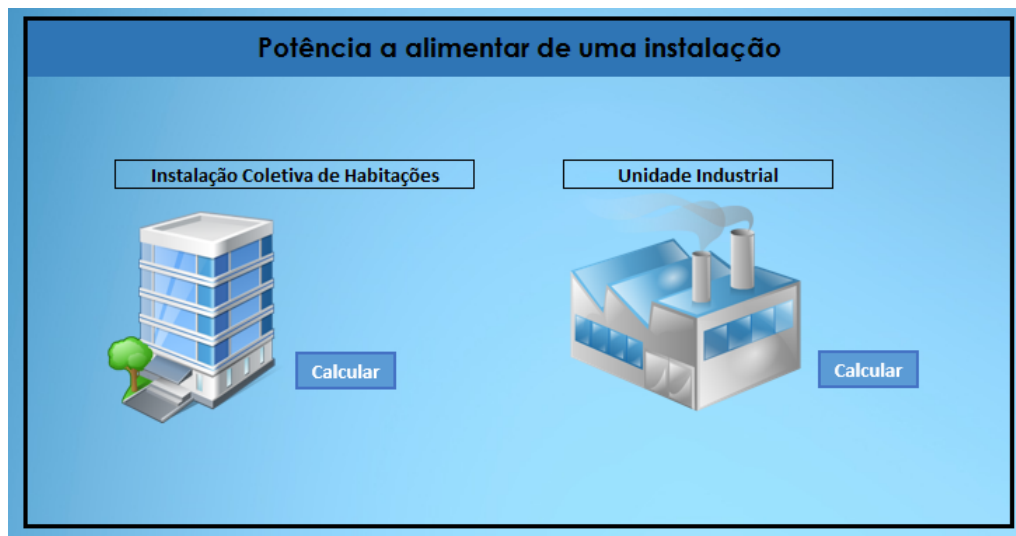 Potência a alimentar de uma instalação
Instalação Coletiva de Habitações
Unidade Industrial
Calcular
Calcular